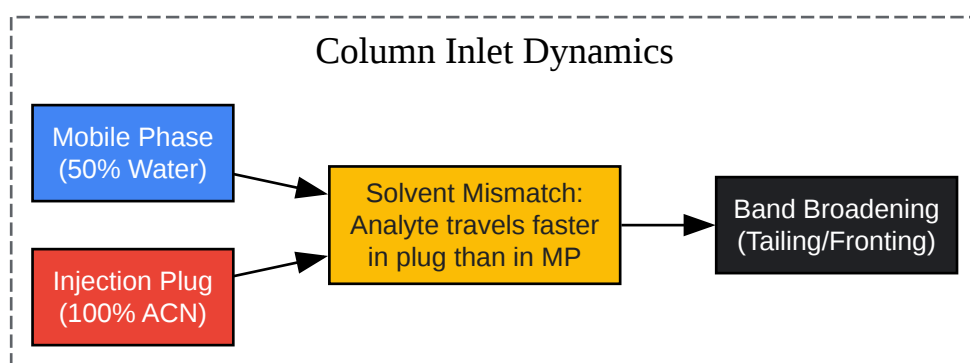 Column Inlet Dynamics
Mobile Phase
(50% Water)
Injection Plug
(100% ACN)
Solvent Mismatch:
Analyte travels faster
in plug than in MP
Band Broadening
(Tailing/Fronting)